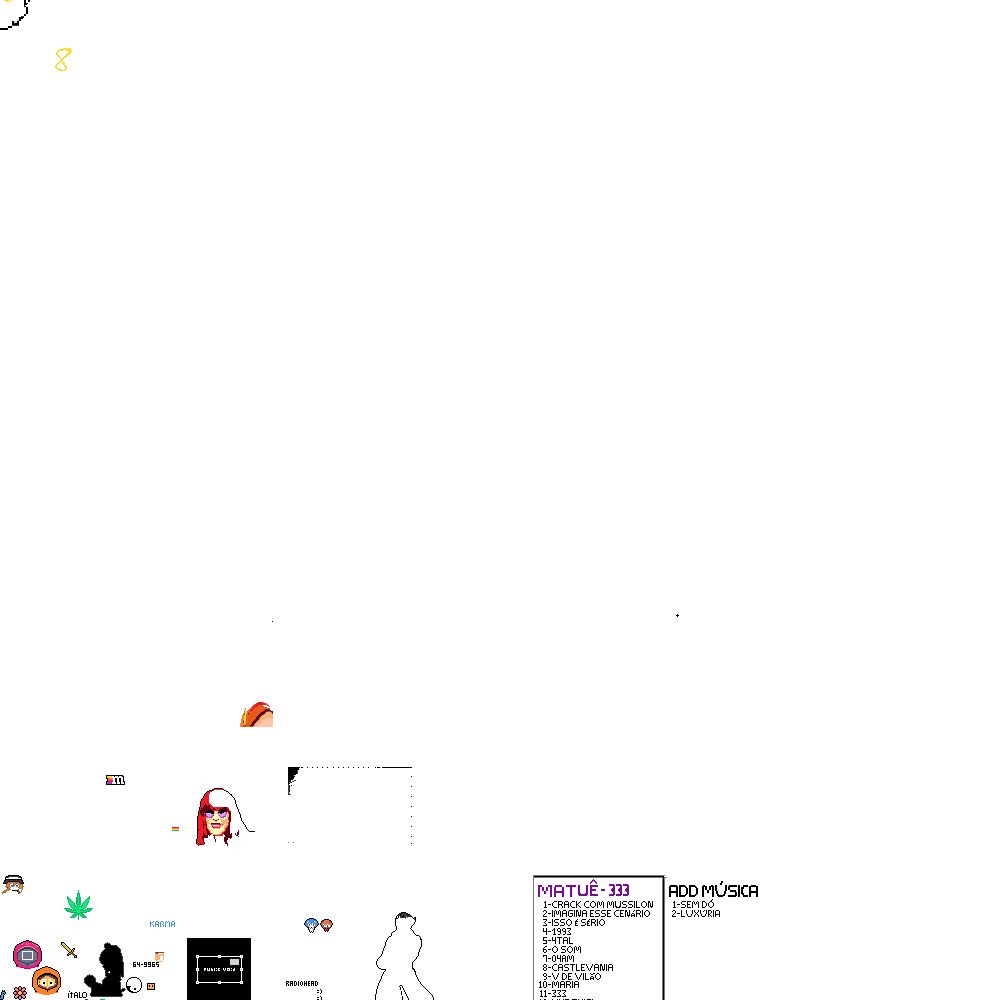 8
m
KARMA
64-9965
ÍTALO
RADIOHEAD
:)
:)
MATUÊ-333
1-CRACK COM MUSSILON
2-IMAGINA ESSE CENÁRIO
3-ISSO É SÉRIO
4-1993
5-4TAL
6-O SOM
7-04AM
8-CASTLEVANIA
9-V DE VILÃO
10-MARIA
11-333
ADD MÚSICA
1-SEM DÓ
2-LUXÚRIA